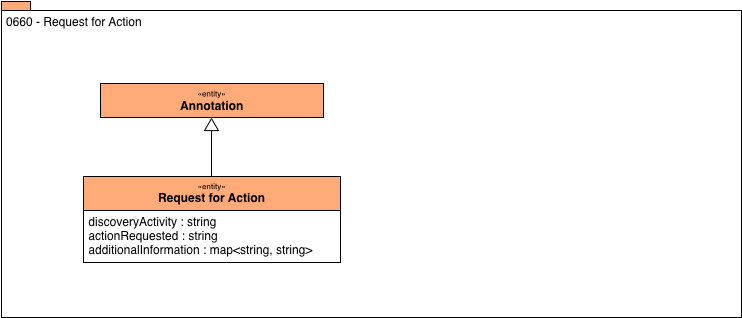 0660 - Request for Action
«entity»
Annotation
«entity»
Request for Action
discoveryActivity : string
actionRequested : string
additionalInformation : map<string, string>